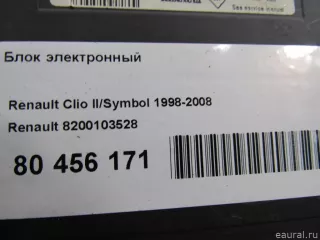 Блок электронный
Renault Clio II/Symbol 1998-2008
Renault 8200103528
80 456 171
eaural.ru